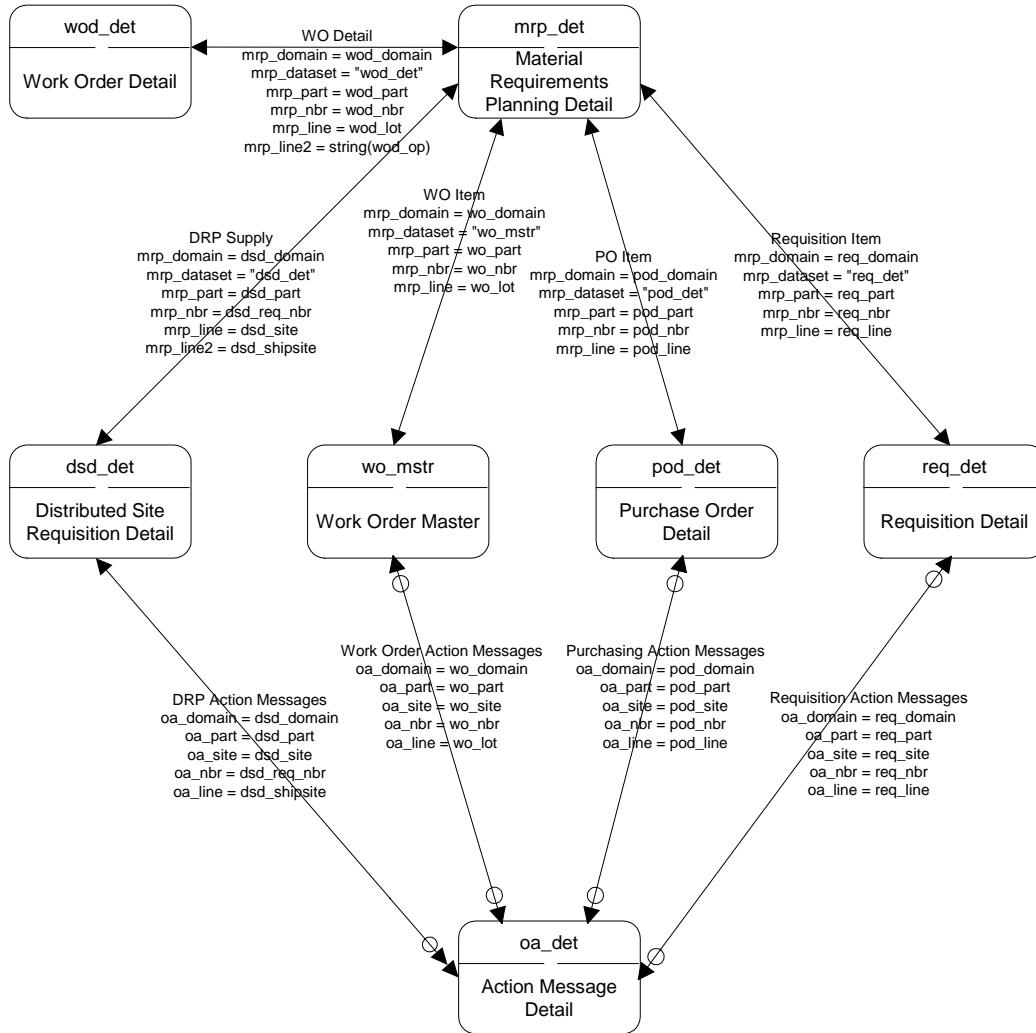 wod_det
Work Order Detail
WO Detail
mrp_domain = wod_domain
mrp_dataset = "wod_det"
mrp_part = wod_part
mrp_nbr = wod_nbr
mrp_line = wod_lot
mrp_line2 = string(wod_op)
mrp_det
Material
Requirements
Planning Detail
DRP Supply
mrp_domain = dsd_domain
mrp_dataset = "dsd_det"
mrp_part = dsd_part
mrp_nbr = dsd_req_nbr
mrp_line = dsd_site
mrp_line2 = dsd_shipsite
WO Item
mrp_domain = wo_domain
mrp_dataset = "wo_mstr"
mrp_part = wo_part
mrp_nbr = wo_nbr
mrp_line = wo_lot
PO Item
mrp_domain = pod_domain
mrp_dataset = "pod_det"
mrp_part = pod_part
mrp_nbr = pod_nbr
mrp_line = pod_line
Requisition Item
mrp_domain = req_domain
mrp_dataset = "req_det"
mrp_part = req_part
mrp_nbr = req_nbr
mrp_line = req_line
dsd_det
Distributed Site
Requisition Detail
wo_mstr
Work Order Master
pod_det
Purchase Order
Detail
req_det
Requisition Detail
DRP Action Messages
oa_domain = dsd_domain
oa_part = dsd_part
oa_site = dsd_site
oa_nbr = dsd_req_nbr
oa_line = dsd_shipsite
Work Order Action Messages
oa_domain = wo_domain
oa_part = wo_part
oa_site = wo_site
oa_nbr = wo_nbr
oa_line = wo_lot
Purchasing Action Messages
oa_domain = pod_domain
oa_part = pod_part
oa_site = pod_site
oa_nbr = pod_nbr
oa_line = pod_line
Requisition Action Messages
oa_domain = req_domain
oa_part = req_part
oa_site = req_site
oa_nbr = req_nbr
oa_line = req_line
oa_det
Action Message
Detail